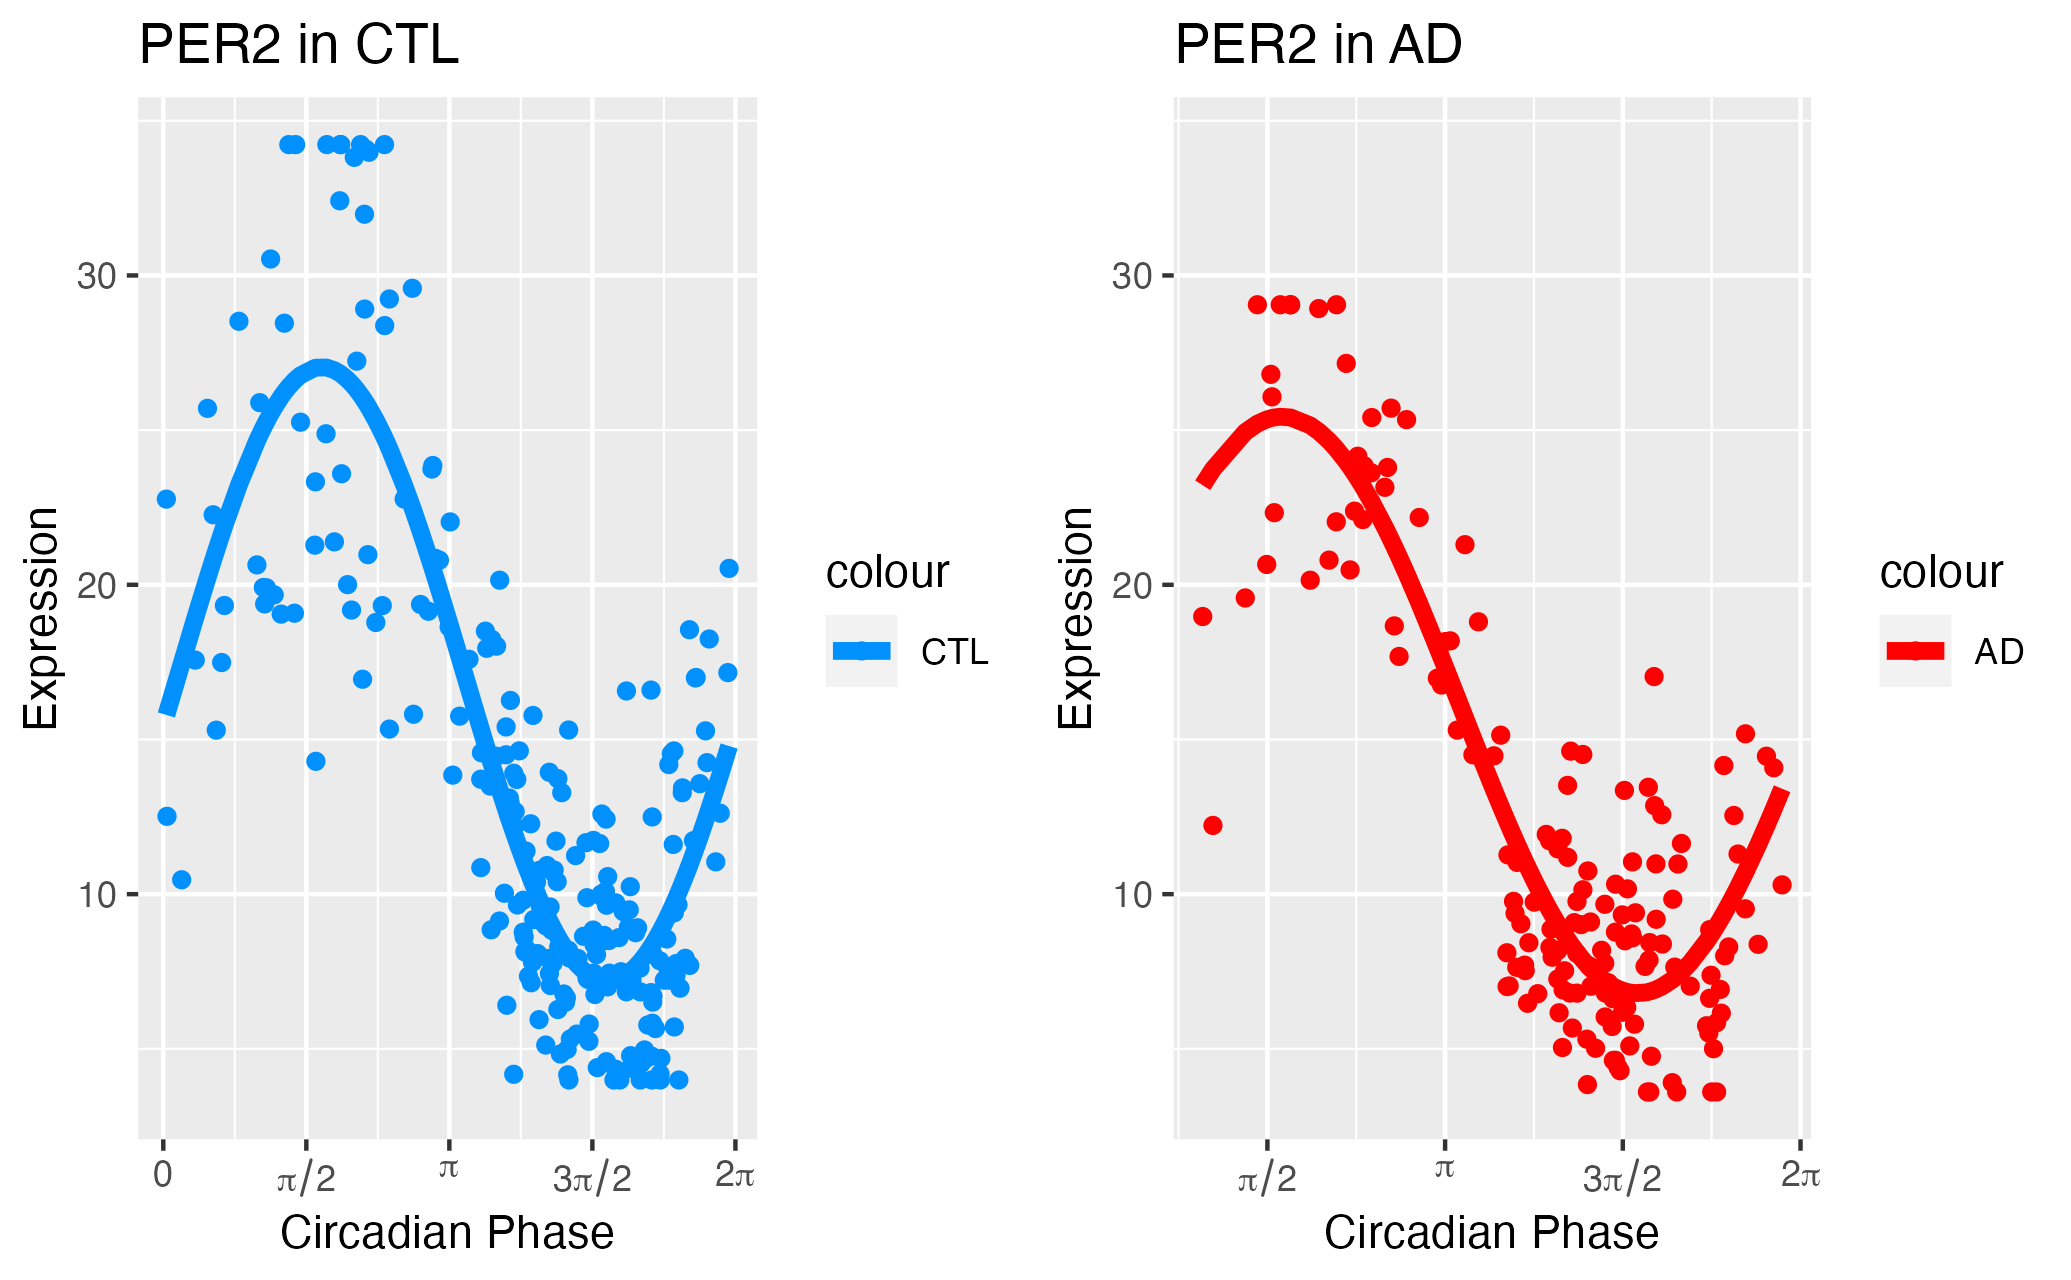 PER2 in CTL
Expression
30
20
10
0
π/2
π
3π/2
2π
Circadian Phase
colour
CTL
PER2 in AD
Expression
30
20
10
π/2
π
3π/2
2π
Circadian Phase
colour
AD